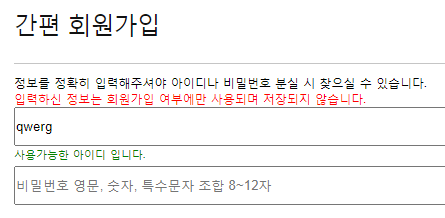 간편 회원가입
정보를 정확히 입력해주셔야 아이디나 비밀번호 분실 시 찾으실 수 있습니다.
입력하신 정보는 회원가입 여부에만 사용되며 저장되지 않습니다.
qwerg
사용가능한 아이디 입니다.
비밀번호 영문, 숫자, 특수문자 조합 8~12자